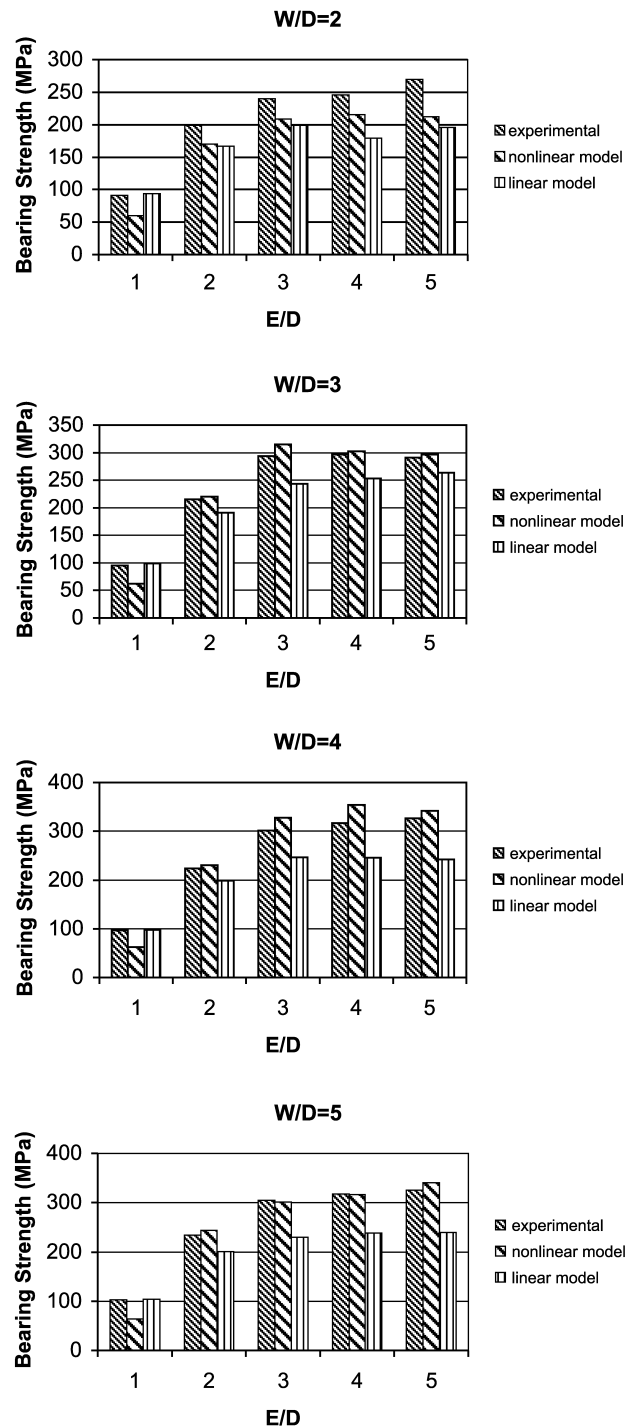 W/D=2
Bearing Strength (MPa)
300
250
200
150
100
50
0
1 2 3 4 5
E/D
experimental
nonlinear model
linear model
W/D=3
Bearing Strength (MPa)
350
300
250
200
150
100
50
0
1 2 3 4 5
E/D
experimental
nonlinear model
linear model
W/D=4
Bearing Strength (MPa)
400
300
200
100
0
1 2 3 4 5
E/D
experimental
nonlinear model
linear model
W/D=5
Bearing Strength (MPa)
400
300
200
100
0
1 2 3 4 5
E/D
experimental
nonlinear model
linear model